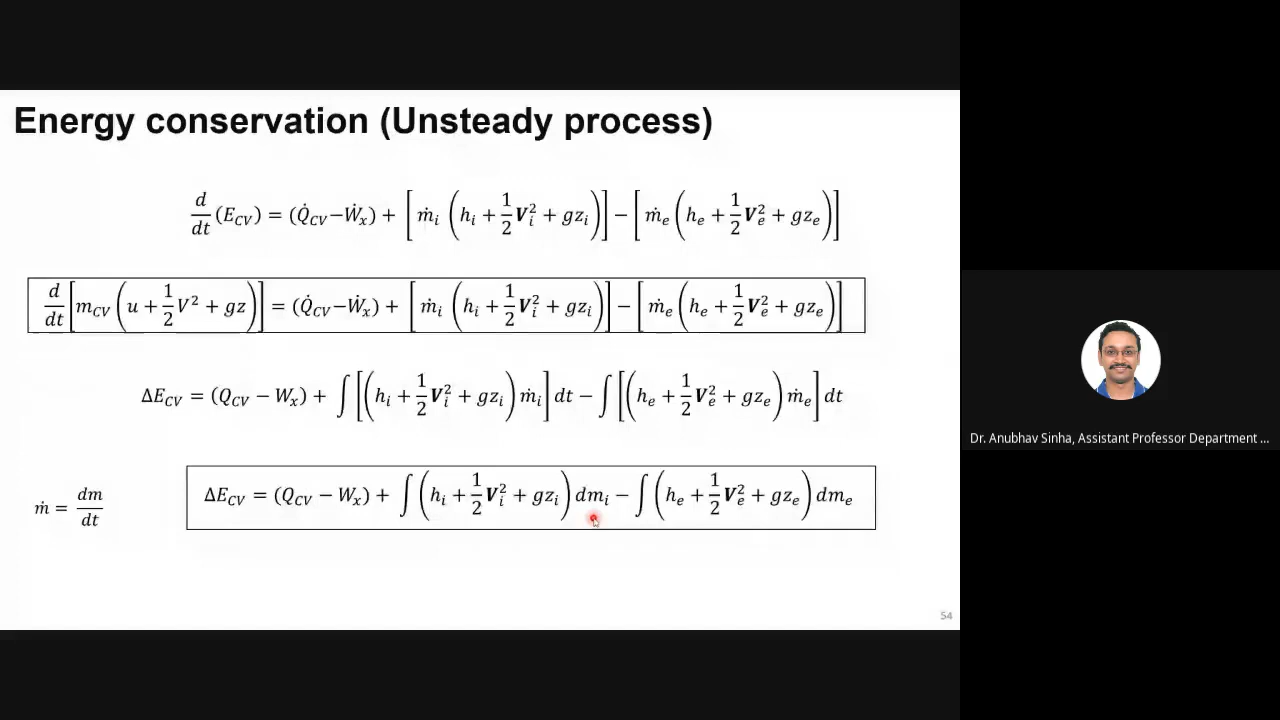 Energy conservation (Unsteady process)
d/dt (E_CV) = (Q̇_CV−Ẇ_x) + [ṁ_i (h_i + 1/2 V_i^2 + gz_i)] − [ṁ_e (h_e + 1/2 V_e^2 + gz_e)]
d/dt [m_CV (u + 1/2 V^2 + gz)] = (Q̇_CV−Ẇ_x) + [ṁ_i (h_i + 1/2 V_i^2 + gz_i)] − [ṁ_e (h_e + 1/2 V_e^2 + gz_e)]
ΔE_CV = (Q_CV − W_x) + ∫ [(h_i + 1/2 V_i^2 + gz_i) ṁ_i] dt − ∫ [(h_e + 1/2 V_e^2 + gz_e) ṁ_e] dt
ṁ = dm/dt
ΔE_CV = (Q_CV − W_x) + ∫ (h_i + 1/2 V_i^2 + gz_i) dm_i − ∫ (h_e + 1/2 V_e^2 + gz_e) dm_e
54
Dr. Anubhav Sinha, Assistant Professor Department ...